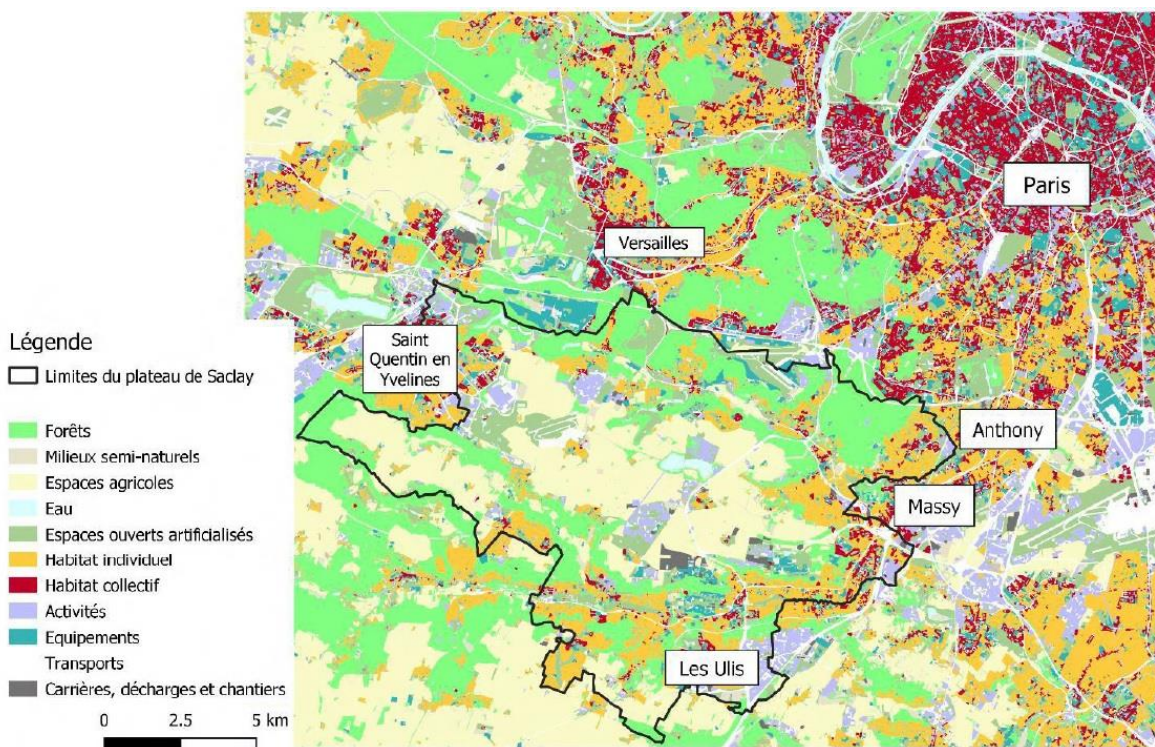 Paris
Versailles
Saint
Quentin en
Yvelines
Anthony
Massy
Les Ulis
Légende
Limites du plateau de Saclay
Forêts
Milieux semi-naturels
Espaces agricoles
Eau
Espaces ouverts artificialisés
Habitat individuel
Habitat collectif
Activités
Equipements
Transports
Carrières, décharges et chantiers
0 2.5 5 km